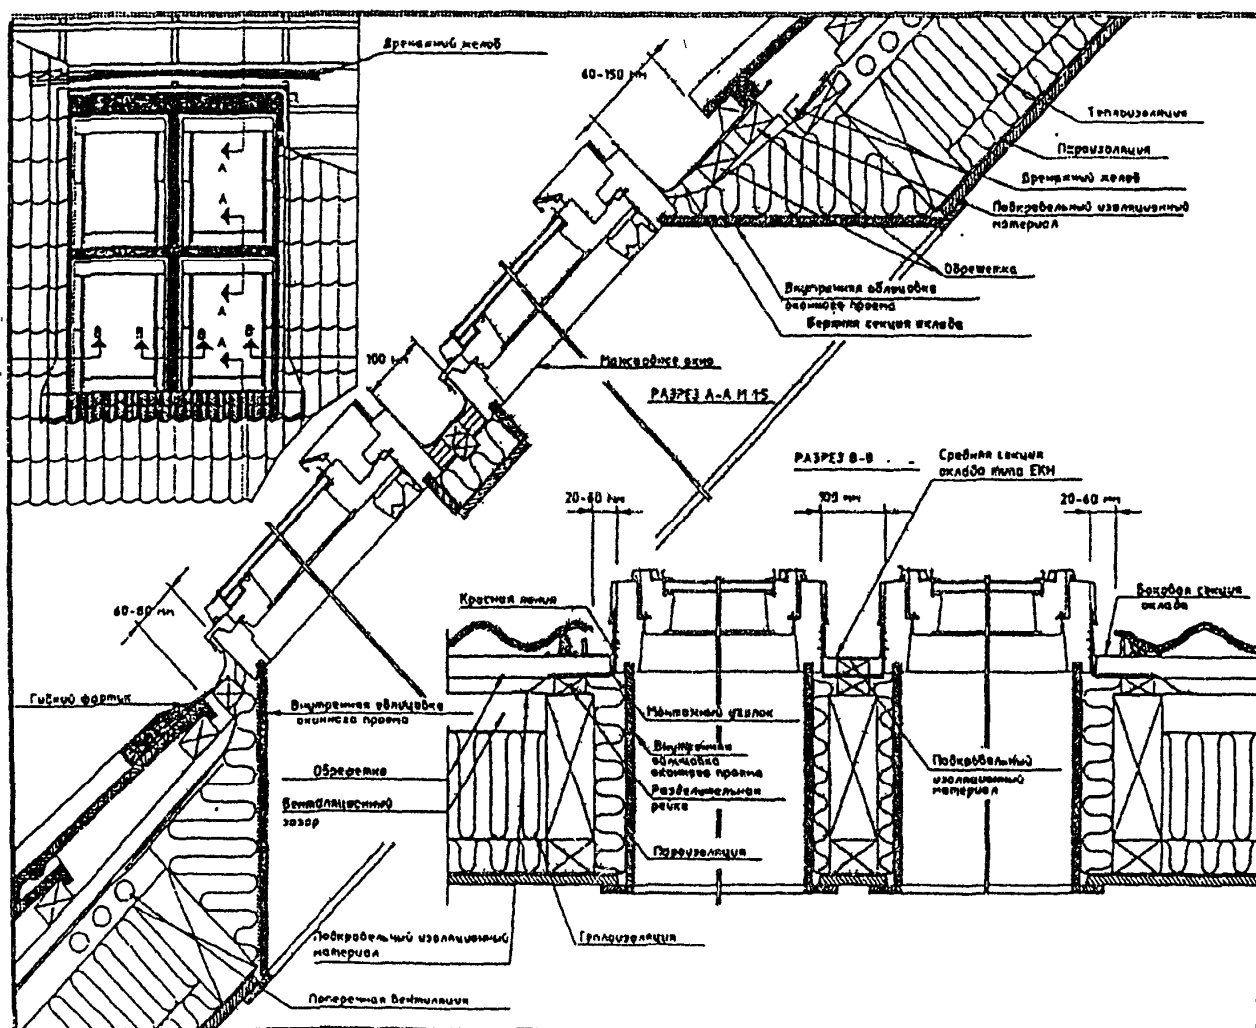 Дренажный желоб
60-150 мм
Теплоизоляция
Пароизоляция
Дренажный желоб
Подкровельный изоляционный
материал
Обрешетка
Внутренняя облицовка
оконного проема
Верхняя секция оклада
А
А
А
А
В
В
В
В
100 мм
Мансардное окно
РАЗРЕЗ А-А М 1:5
РАЗРЕЗ В-В
Средняя секция
оклада типа EKH
20-60 мм
100 мм
20-60 мм
60-80 мм
Красная линия
Боковая секция
оклада
Гибкий фартук
Внутренняя облицовка
оконного проема
Монтажный уголок
Обрешетка
Внутренняя
облицовка
оконного проема
Подкровельный
изоляционный
материал
Вентиляционный
зазор
Разделительная
рейка
Пароизоляция
Подкровельный изоляционный
материал
Теплоизоляция
Поперечная вентиляция